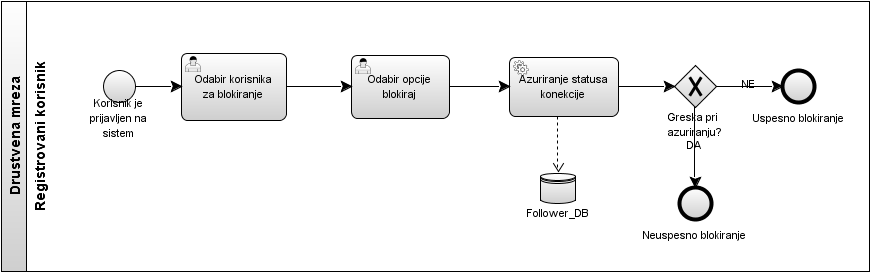 Drustvena mreza
Registrovani korisnik
Korisnik je
prijavljen na
sistem
Odabir korisnika
za blokiranje
Odabir opcije
blokiraj
Azuriranje statusa
konekcije
Follower_DB
Greska pri
azuriranju?
DA
NE
Uspesno blokiranje
Neuspesno blokiranje